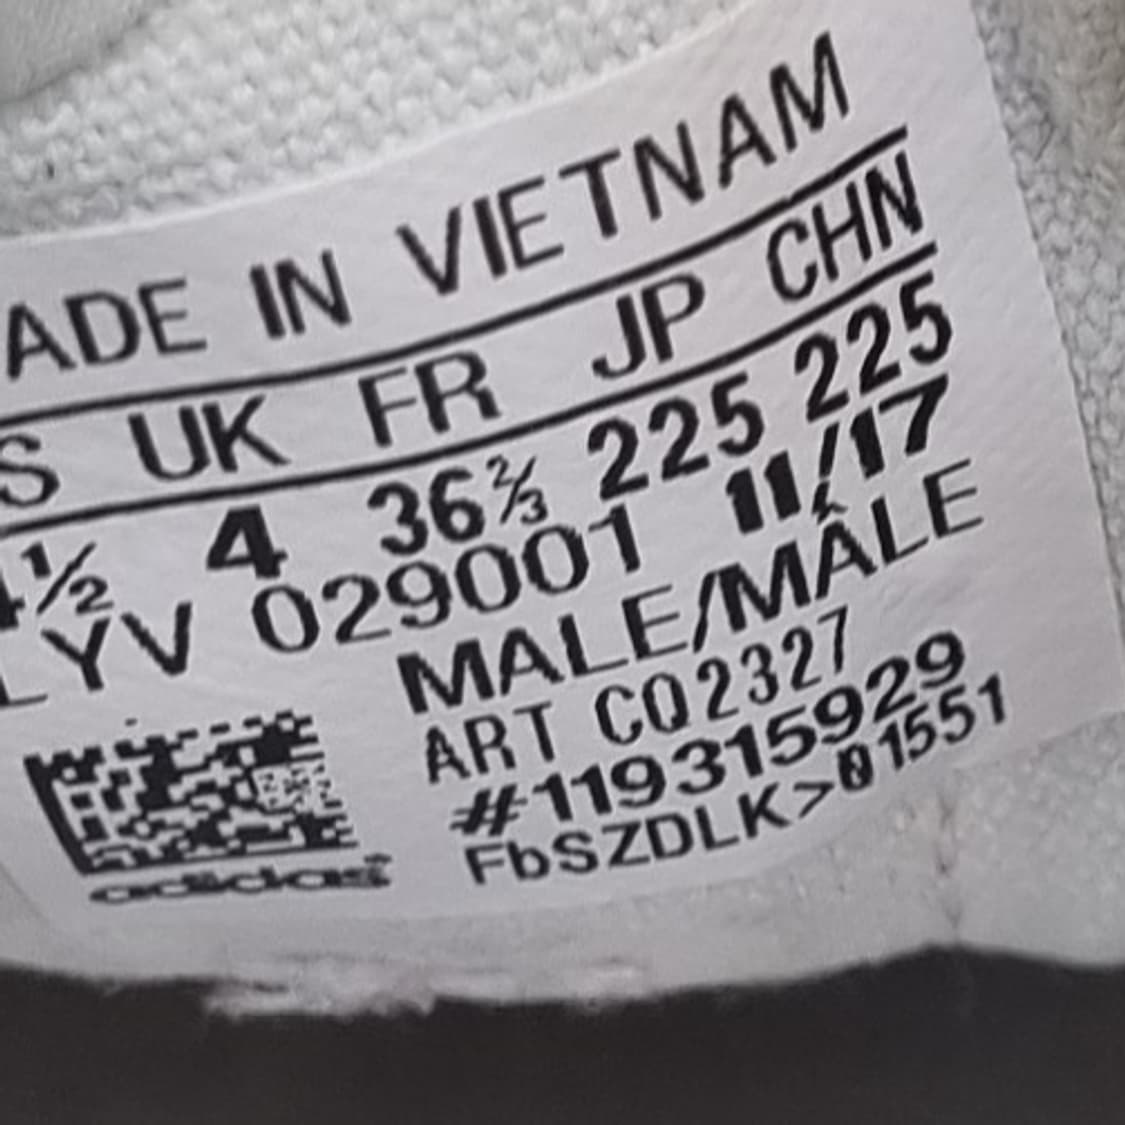 ADE IN VIETNAM
S UK FR JP CHN
4½ 4 36⅔ 225 225
LYV 029001 11/17
MALE/MÂLE
ART CQ2327
#119315929
FbSZDLK>01551
adidas